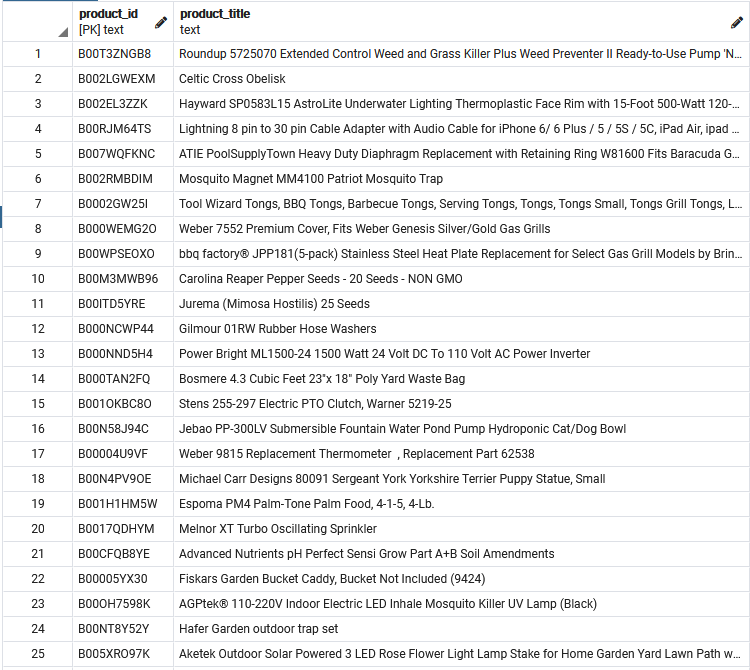 product_id product_title
[PK] text text
1 B00T3ZNGB8 Roundup 5725070 Extended Control Weed and Grass Killer Plus Weed Preventer II Ready-to-Use Pump 'N...
2 B002LGWEXM Celtic Cross Obelisk
3 B002EL3ZZK Hayward SP0583L15 AstroLite Underwater Lighting Thermoplastic Face Rim with 15-Foot 500-Watt 120-...
4 B00RJM64TS Lightning 8 pin to 30 pin Cable Adapter with Audio Cable for iPhone 6/ 6 Plus / 5 / 5S / 5C, iPad Air, ipad ...
5 B007WQFKNC ATIE PoolSupplyTown Heavy Duty Diaphragm Replacement with Retaining Ring W81600 Fits Baracuda G...
6 B002RMBDIM Mosquito Magnet MM4100 Patriot Mosquito Trap
7 B0002GW25I Tool Wizard Tongs, BBQ Tongs, Barbecue Tongs, Serving Tongs, Tongs, Tongs Small, Tongs Grill Tongs, L...
8 B000WEMG2O Weber 7552 Premium Cover, Fits Weber Genesis Silver/Gold Gas Grills
9 B00WPSEOXO bbq factory® JPP181(5-pack) Stainless Steel Heat Plate Replacement for Select Gas Grill Models by Brin...
10 B00M3MWB96 Carolina Reaper Pepper Seeds - 20 Seeds - NON GMO
11 B00ITD5YRE Jurema (Mimosa Hostilis) 25 Seeds
12 B000NCWP44 Gilmour 01RW Rubber Hose Washers
13 B000NND5H4 Power Bright ML1500-24 1500 Watt 24 Volt DC To 110 Volt AC Power Inverter
14 B000TAN2FQ Bosmere 4.3 Cubic Feet 23"x 18" Poly Yard Waste Bag
15 B001OKBC8O Stens 255-297 Electric PTO Clutch, Warner 5219-25
16 B00N58J94C Jebao PP-300LV Submersible Fountain Water Pond Pump Hydroponic Cat/Dog Bowl
17 B00004U9VF Weber 9815 Replacement Thermometer , Replacement Part 62538
18 B00N4PV9OE Michael Carr Designs 80091 Sergeant York Yorkshire Terrier Puppy Statue, Small
19 B001H1HM5W Espoma PM4 Palm-Tone Palm Food, 4-1-5, 4-Lb.
20 B0017QDHYM Melnor XT Turbo Oscillating Sprinkler
21 B00CFQB8YE Advanced Nutrients pH Perfect Sensi Grow Part A+B Soil Amendments
22 B00005YX30 Fiskars Garden Bucket Caddy, Bucket Not Included (9424)
23 B00OH7598K AGPtek® 110-220V Indoor Electric LED Inhale Mosquito Killer UV Lamp (Black)
24 B00NT8Y52Y Hafer Garden outdoor trap set
25 B005XRO97K Aketek Outdoor Solar Powered 3 LED Rose Flower Light Lamp Stake for Home Garden Yard Lawn Path w...